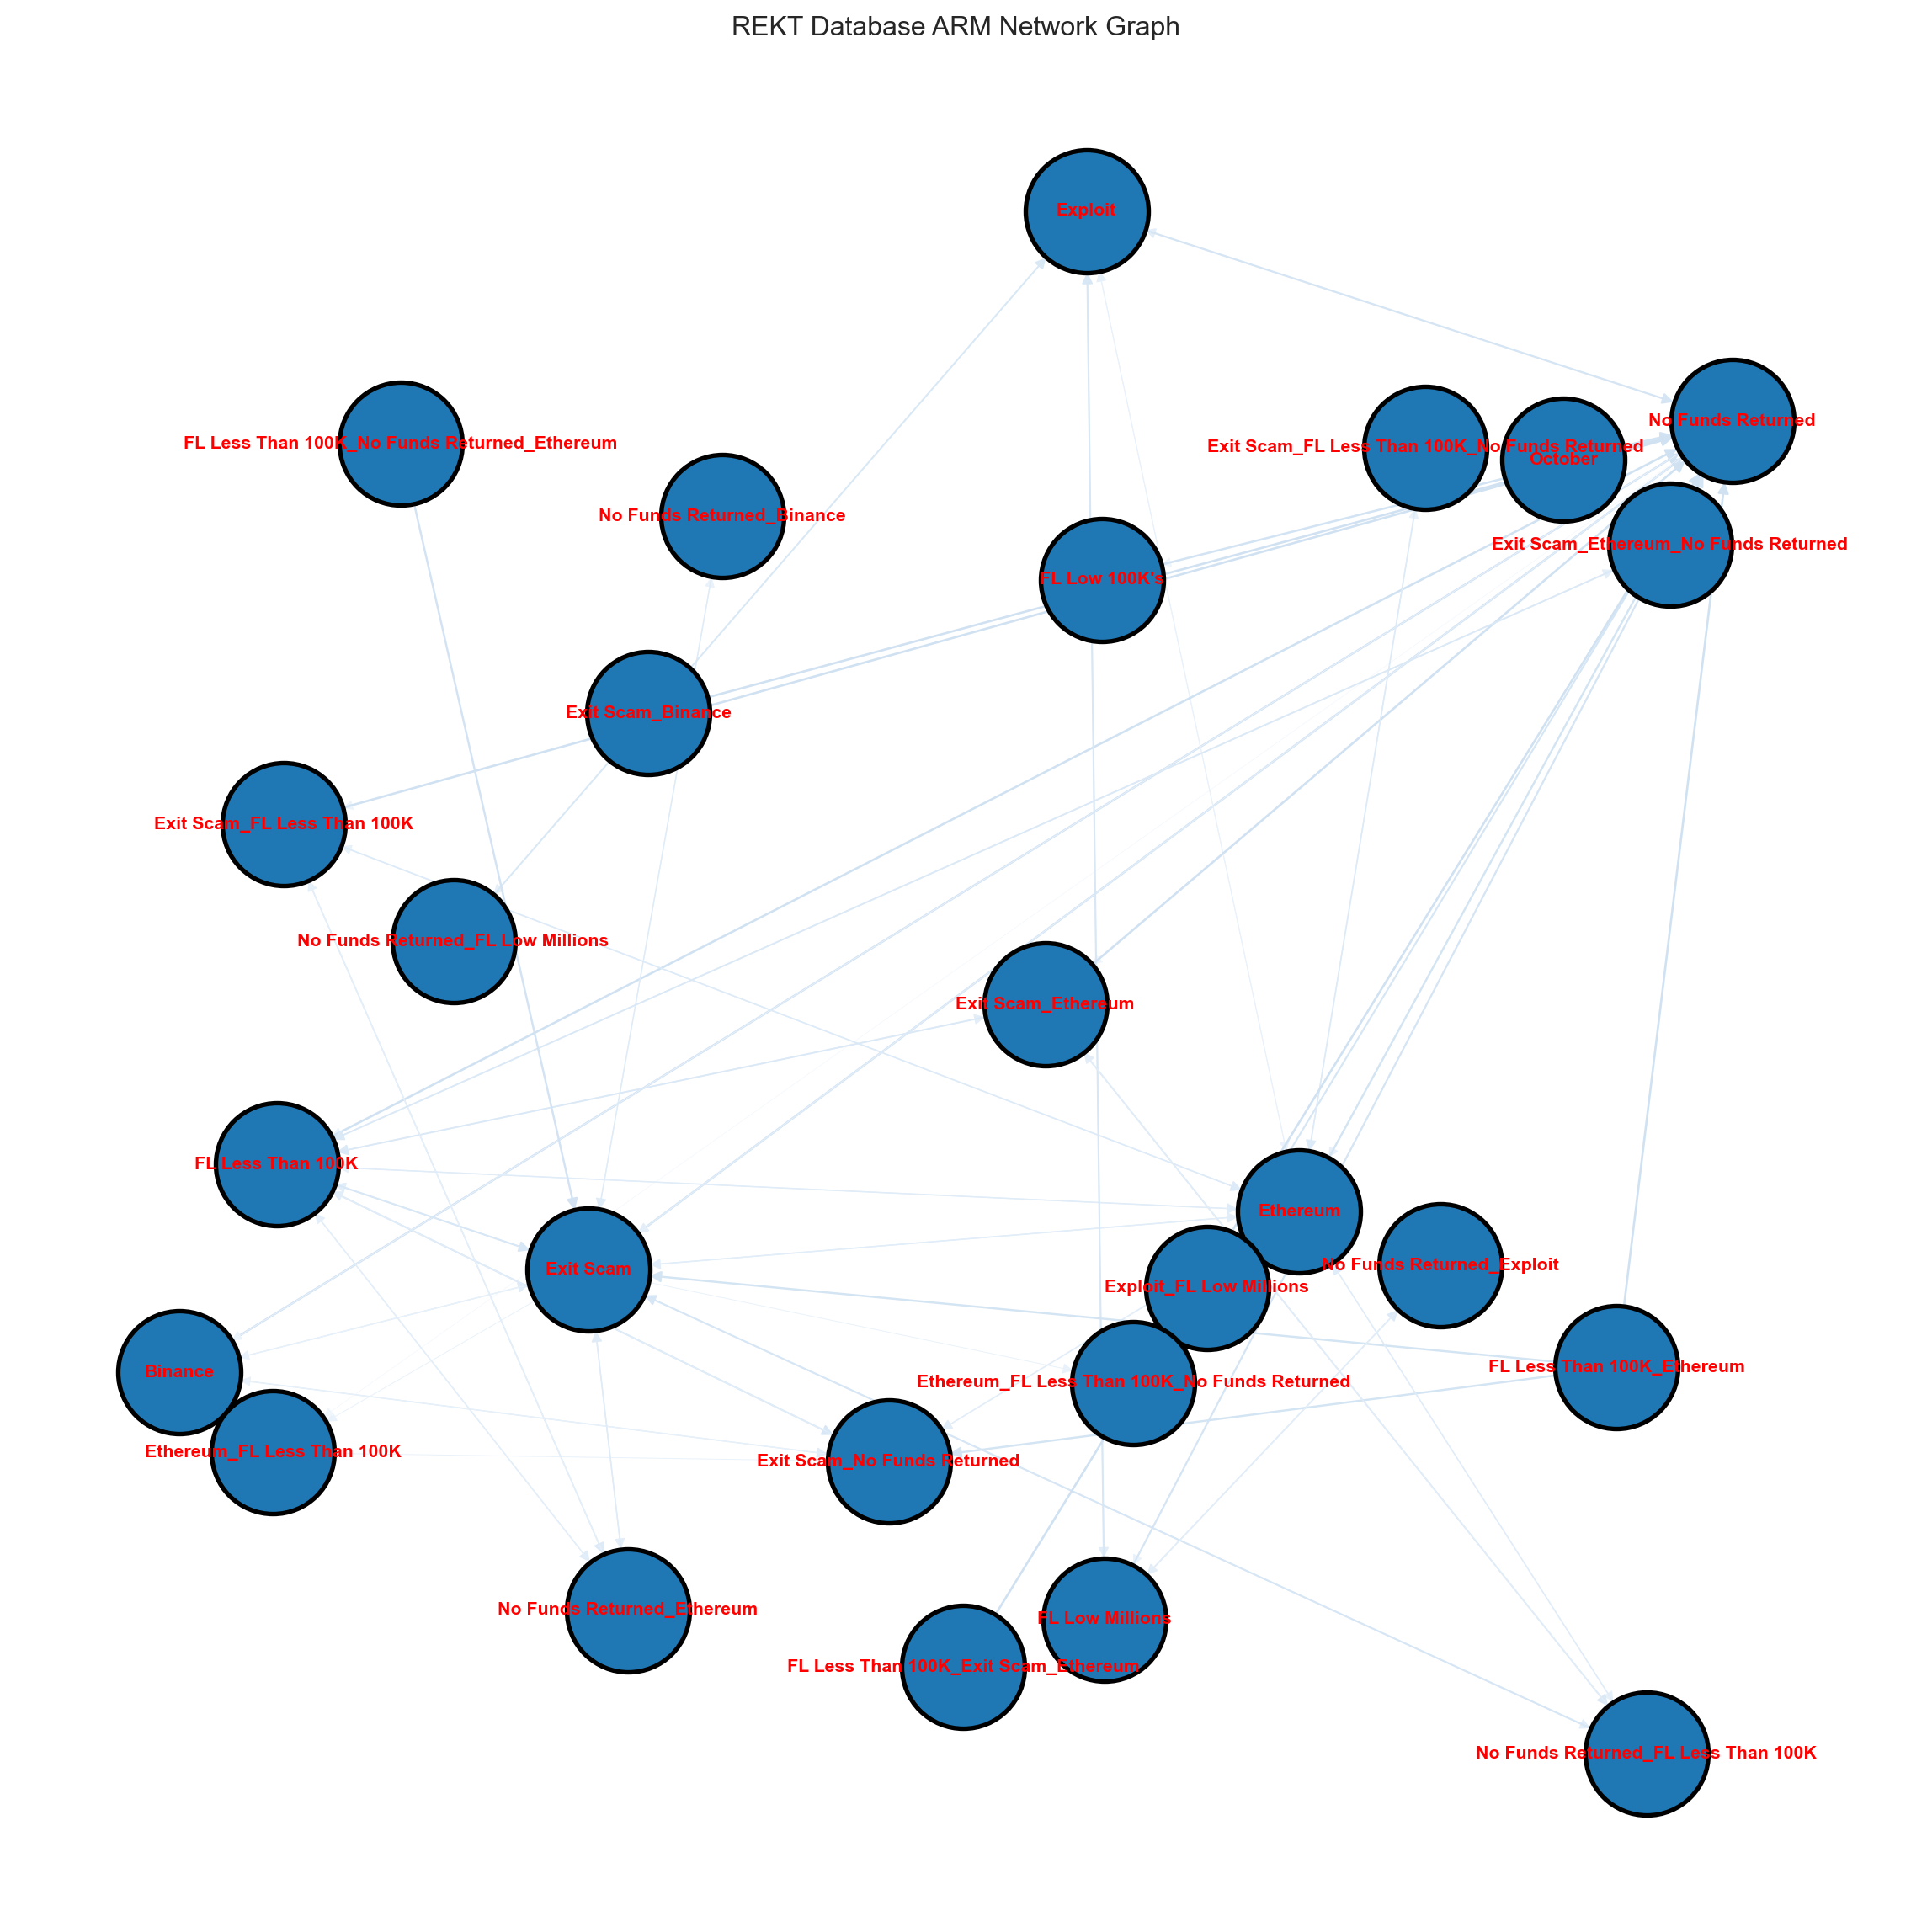 REKT Database ARM Network Graph
Exploit
No Funds Returned
FL Less Than 100K_No Funds Returned_Ethereum
Exit Scam_FL Less Than 100K_No Funds Returned
October
No Funds Returned_Binance
Exit Scam_Ethereum_No Funds Returned
FL Low 100K's
Exit Scam_Binance
Exit Scam_FL Less Than 100K
No Funds Returned_FL Low Millions
Exit Scam_Ethereum
FL Less Than 100K
Ethereum
No Funds Returned_Exploit
Exit Scam
Exploit_FL Low Millions
FL Less Than 100K_Ethereum
Binance
Ethereum_FL Less Than 100K_No Funds Returned
Ethereum_FL Less Than 100K
Exit Scam_No Funds Returned
No Funds Returned_Ethereum
FL Low Millions
FL Less Than 100K_Exit Scam_Ethereum
No Funds Returned_FL Less Than 100K